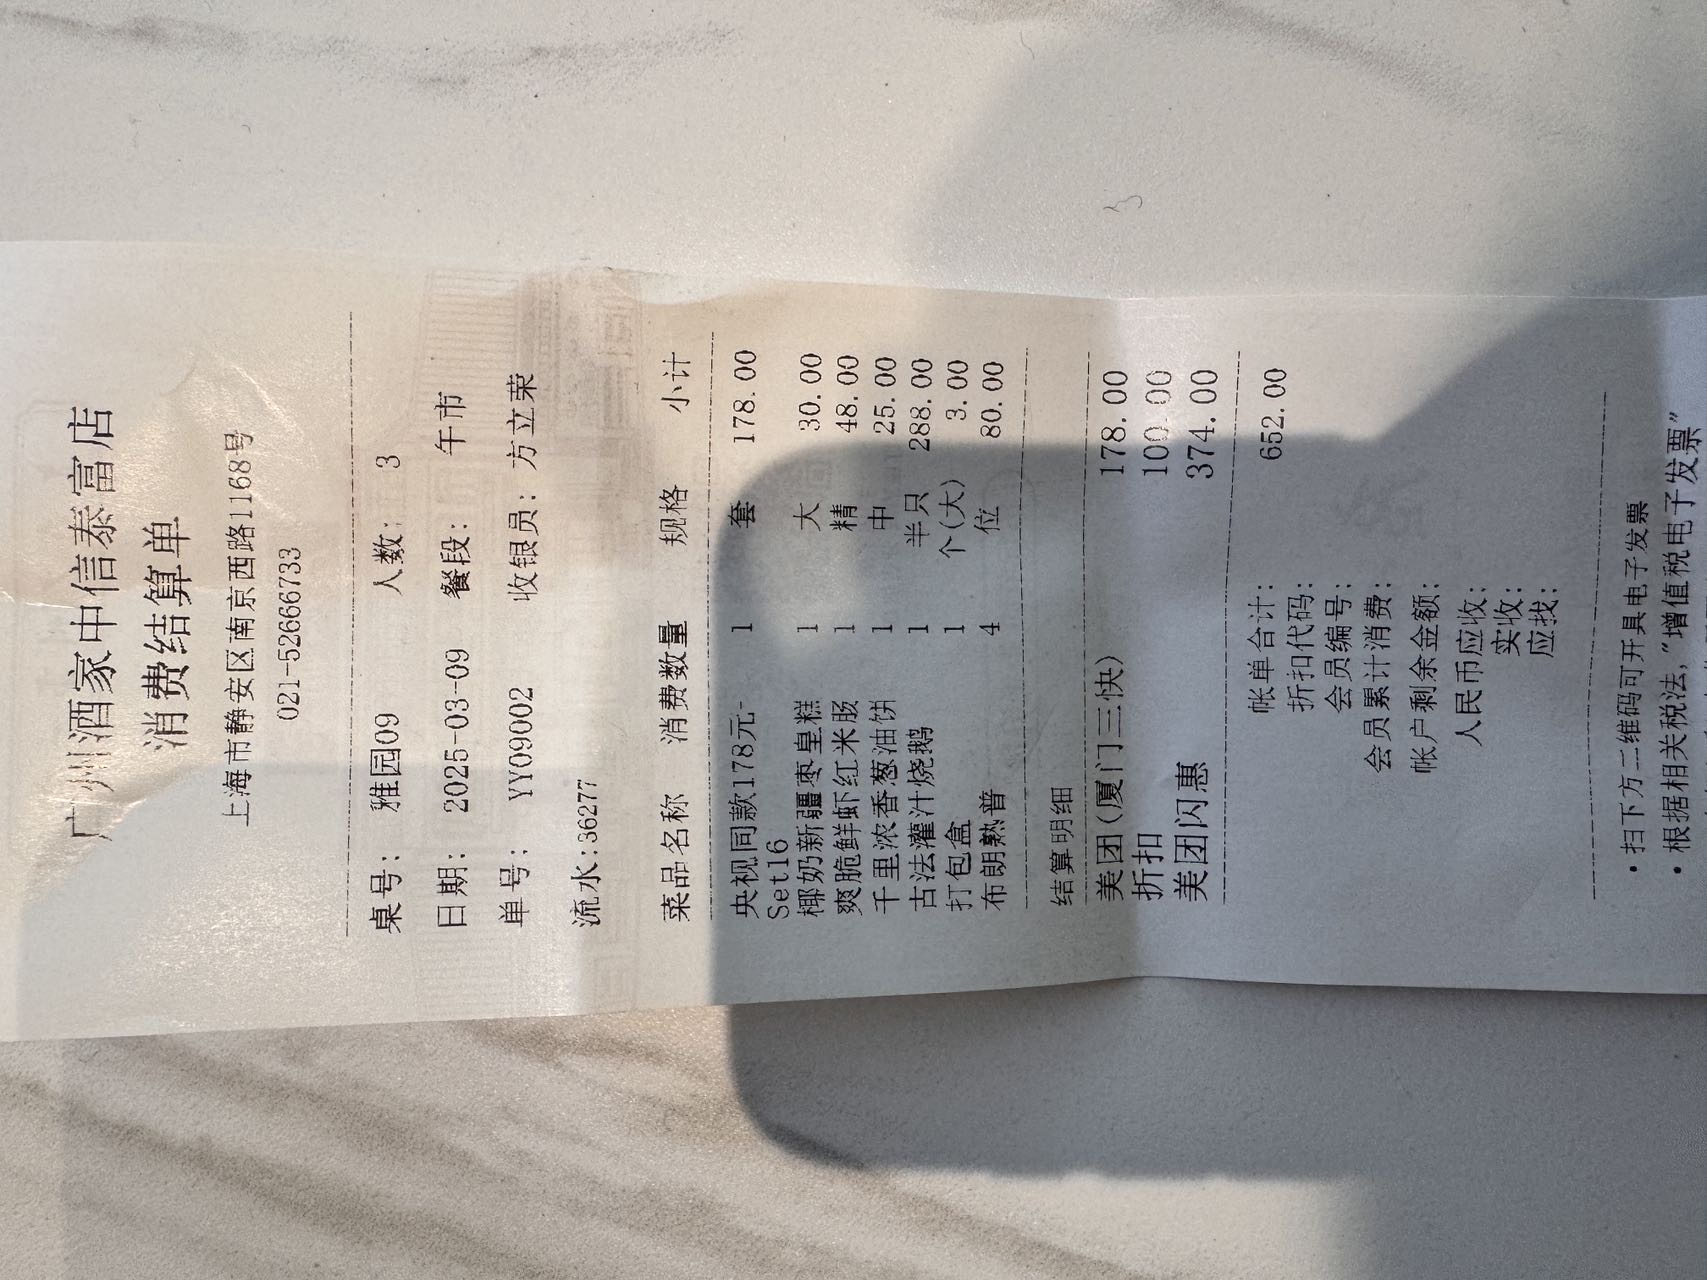 广州酒家中信泰富店
消费结算单
上海市静安区南京西路1168号
021-52666733
桌号: 雅园09 人数: 3
日期: 2025-03-09 餐段: 午市
单号: YY09002 收银员: 方立荣
流水:36277
菜品名称 消费数量 规格 小计
央视同款178元- 1 套 178.00
Set16
椰奶新疆枣皇糕 1 大 30.00
爽脆鲜虾红米肠 1 精 48.00
千里浓香葱油饼 1 中 25.00
古法灌汁烧鹅 1 半只 288.00
打包盒 1 个(大) 3.00
布朗熟普 4 位 80.00
结算明细
美团(厦门三快) 178.00
折扣 100.00
美团闪惠 374.00
帐单合计: 652.00
折扣代码:
会员编号:
会员累计消费:
帐户剩余金额:
人民币应收:
实收:
应找:
• 扫下方二维码可开具电子发票
• 根据相关税法,"增值税电子发票"